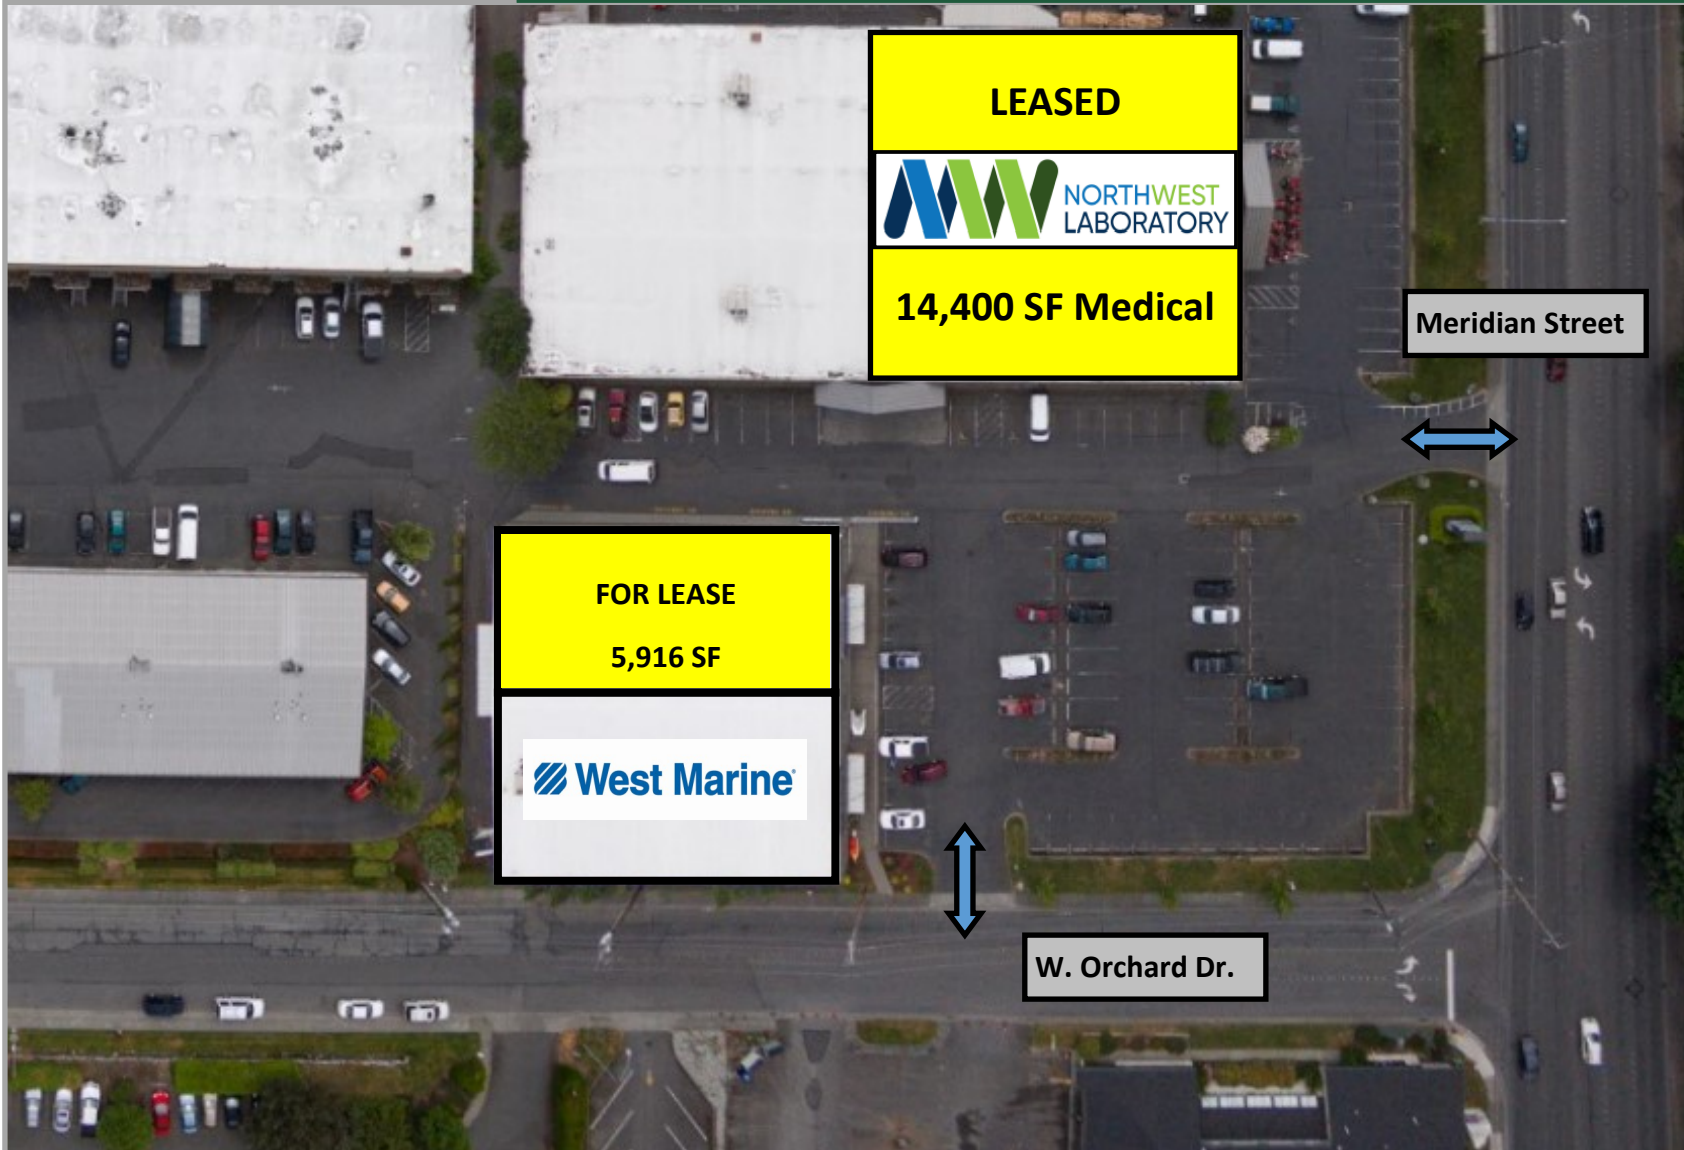 LEASED
NORTHWEST
LABORATORY
14,400 SF Medical
Meridian Street
FOR LEASE
5,916 SF
West Marine
W. Orchard Dr.